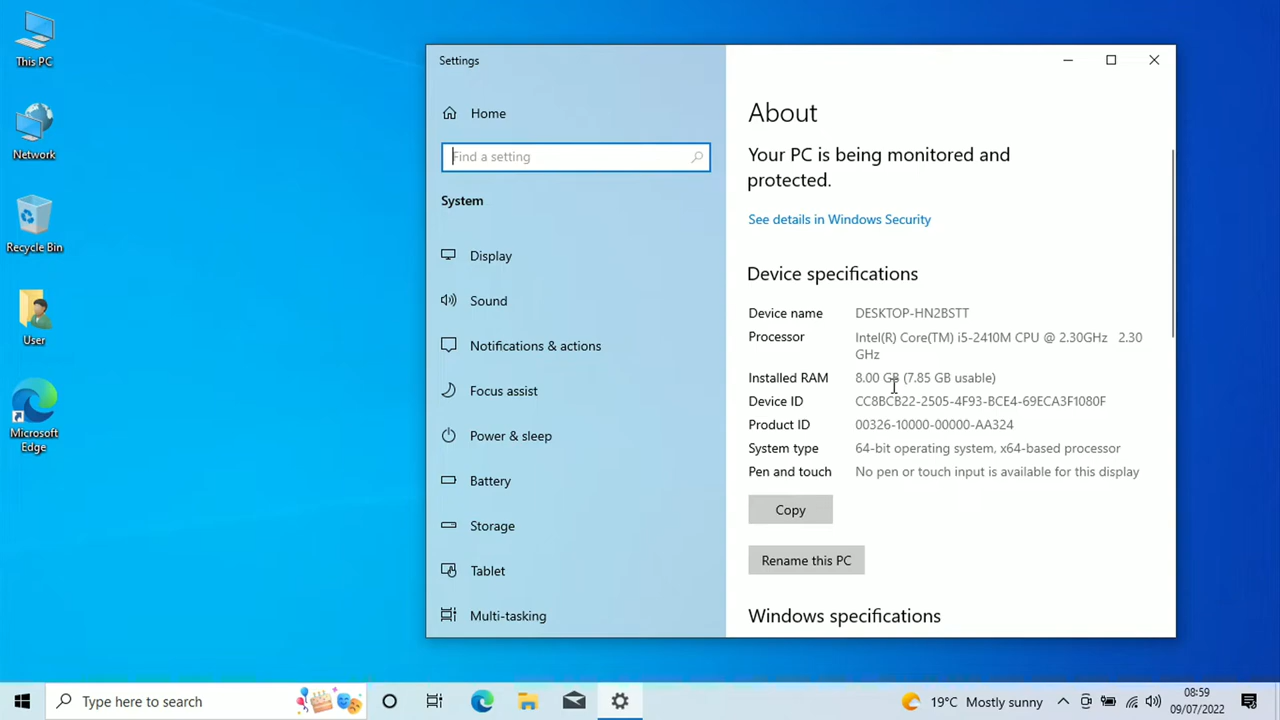 This PC
Network
Recycle Bin
User
Microsoft
Edge
Settings
Home
Find a setting
System
Display
Sound
Notifications & actions
Focus assist
Power & sleep
Battery
Storage
Tablet
Multi-tasking
About
Your PC is being monitored and
protected.
See details in Windows Security
Device specifications
Device name DESKTOP-HN2BSTT
Processor Intel(R) Core(TM) i5-2410M CPU @ 2.30GHz 2.30
GHz
Installed RAM 8.00 GB (7.85 GB usable)
Device ID CC8BCB22-2505-4F93-BCE4-69ECA3F1080F
Product ID 00326-10000-00000-AA324
System type 64-bit operating system, x64-based processor
Pen and touch No pen or touch input is available for this display
Copy
Rename this PC
Windows specifications
Type here to search
19°C Mostly sunny
08:59
09/07/2022